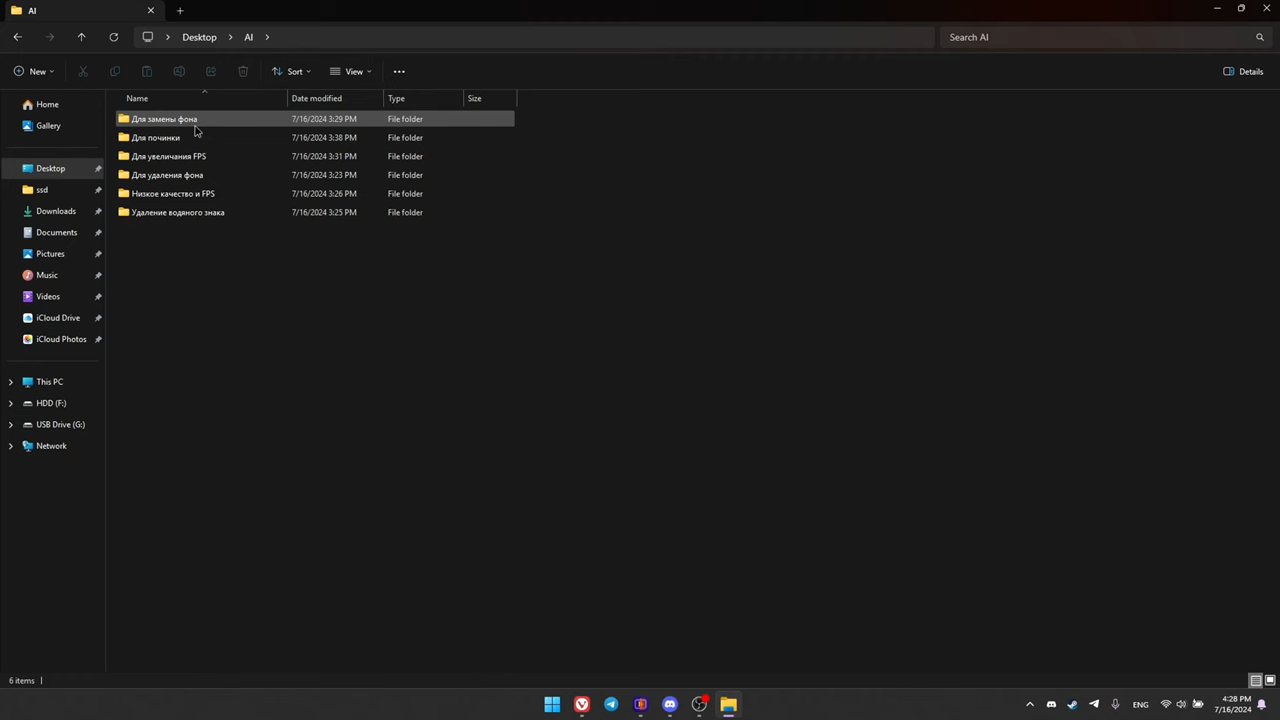 AI
Desktop > AI >
Search AI
New
Sort
View
Details
Name Date modified Type Size
Для замены фона 7/16/2024 3:29 PM File folder
Для починки 7/16/2024 3:38 PM File folder
Для увеличания FPS 7/16/2024 3:31 PM File folder
Для удаления фона 7/16/2024 3:23 PM File folder
Низкое качество и FPS 7/16/2024 3:26 PM File folder
Удаление водяного знака 7/16/2024 3:25 PM File folder
Home
Gallery
Desktop
ssd
Downloads
Documents
Pictures
Music
Videos
iCloud Drive
iCloud Photos
This PC
HDD (F:)
USB Drive (G:)
Network
6 items
ENG
4:28 PM
7/16/2024